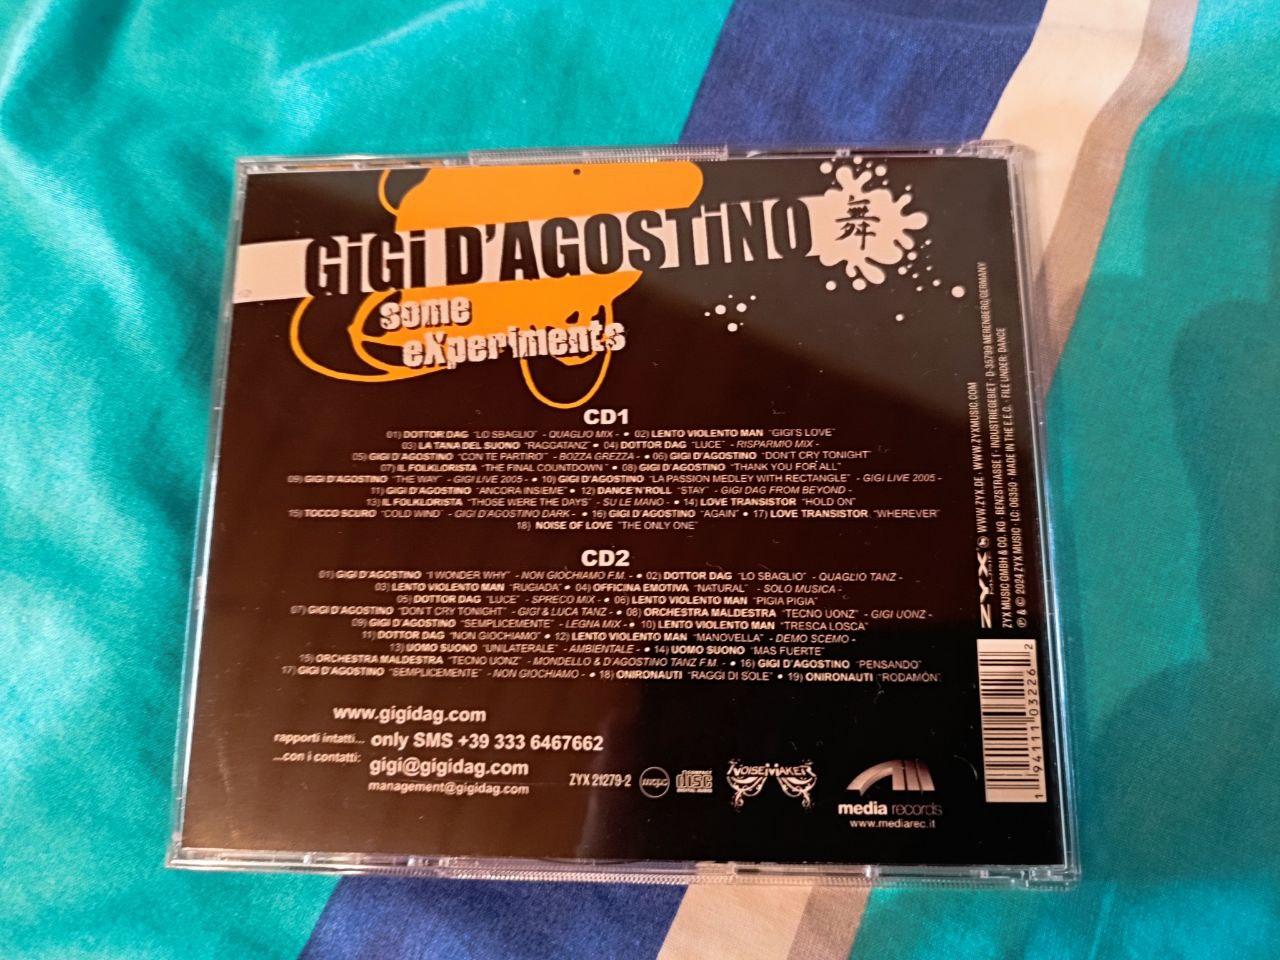 GiGi D'AGOSTiNO
舞
some
eXperiments
CD1
01) DOTTOR DAG "LO SBAGLIO" - QUAGLIO MIX - • 02) LENTO VIOLENTO MAN "GIGI'S LOVE"
03) LA TANA DEL SUONO "RAGGATANZ" • 04) DOTTOR DAG "LUCE" - RISPARMIO MIX -
05) GIGI D'AGOSTINO "CON TE PARTIRO" - BOZZA GREZZA - • 06) GIGI D'AGOSTINO "DON'T CRY TONIGHT"
07) IL FOLKLORISTA "THE FINAL COUNTDOWN" • 08) GIGI D'AGOSTINO "THANK YOU FOR ALL"
09) GIGI D'AGOSTINO "THE WAY" - GIGI LIVE 2005 - • 10) GIGI D'AGOSTINO "LA PASSION MEDLEY WITH RECTANGLE" - GIGI LIVE 2005 -
11) GIGI D'AGOSTINO "ANCORA INSIEME" • 12) DANCE'N'ROLL "STAY" - GIGI DAG FROM BEYOND -
13) IL FOLKLORISTA "THOSE WERE THE DAYS" - SU LE MANO - • 14) LOVE TRANSISTOR "HOLD ON"
15) TOCCO SCURO "COLD WIND" - GIGI D'AGOSTINO DARK - • 16) GIGI D'AGOSTINO "AGAIN" • 17) LOVE TRANSISTOR "WHEREVER"
18) NOISE OF LOVE "THE ONLY ONE"
CD2
01) GIGI D'AGOSTINO "I WONDER WHY" - NON GIOCHIAMO F.M. - • 02) DOTTOR DAG "LO SBAGLIO" - QUAGLIO TANZ -
03) LENTO VIOLENTO MAN "RUGIADA" • 04) OFFICINA EMOTIVA "NATURAL" - SOLO MUSICA -
05) DOTTOR DAG "LUCE" - SPRECO MIX - • 06) LENTO VIOLENTO MAN "PIGIA PIGIA"
07) GIGI D'AGOSTINO "DON'T CRY TONIGHT" - GIGI & LUCA TANZ - • 08) ORCHESTRA MALDESTRA "TECNO UONZ" - GIGI UONZ -
09) GIGI D'AGOSTINO "SEMPLICEMENTE" - LEGNA MIX - • 10) LENTO VIOLENTO MAN "TRESCA LOSCA"
11) DOTTOR DAG "NON GIOCHIAMO" • 12) LENTO VIOLENTO MAN "MANOVELLA" - DEMO SCEMO -
13) UOMO SUONO "UNILATERALE" - AMBIENTALE - • 14) UOMO SUONO "MAS FUERTE"
15) ORCHESTRA MALDESTRA "TECNO UONZ" - MONDELLO & D'AGOSTINO TANZ F.M. - • 16) GIGI D'AGOSTINO "PENSANDO"
17) GIGI D'AGOSTINO "SEMPLICEMENTE" - NON GIOCHIAMO - • 18) ONIRONAUTI "RAGGI DI SOLE" • 19) ONIRONAUTI "RODAMÓN"
www.gigidag.com
rapporti intatti... only SMS +39 333 6467662
...con i contatti: gigi@gigidag.com
management@gigidag.com
ZYX 21279-2
mcps
COMPACT
disc
DIGITAL AUDIO
NOISEMAKER
media records
www.mediarec.it
ZYX MUSIC WWW.ZYX.DE · WWW.ZYXMUSIC.COM
ZYX MUSIC GMBH & CO. KG · BENZSTRASSE 1 · INDUSTRIEGEBIET · D-35799 MERENBERG/GERMANY
℗ & © 2024 ZYX MUSIC · LC: 06350 · MADE IN THE E.E.C. · FILE UNDER: DANCE
1 94111 03226 2